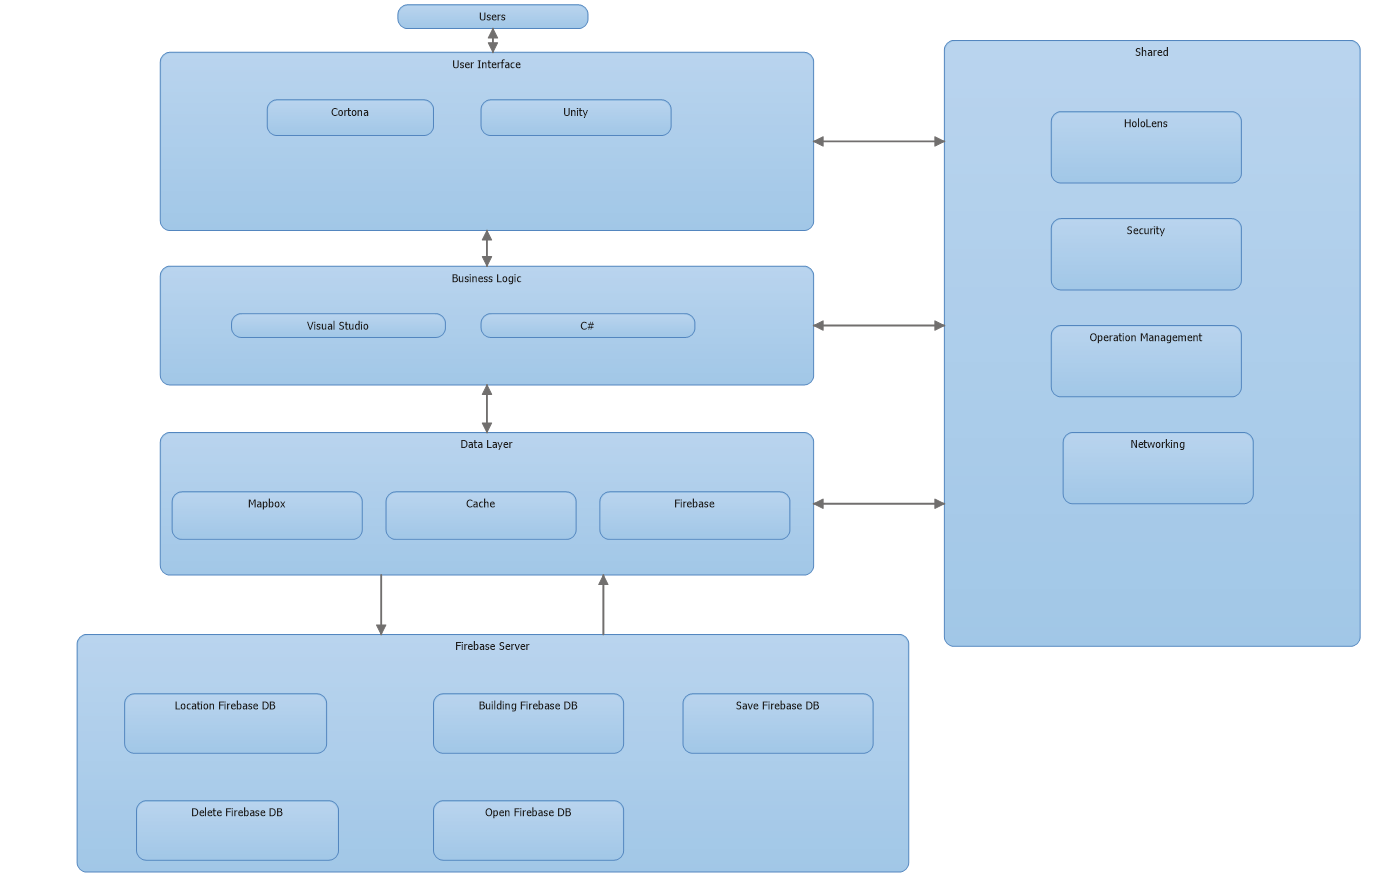 Users
User Interface
Cortona
Unity
Business Logic
Visual Studio
C#
Data Layer
Mapbox
Cache
Firebase
Firebase Server
Location Firebase DB
Building Firebase DB
Save Firebase DB
Delete Firebase DB
Open Firebase DB
Shared
HoloLens
Security
Operation Management
Networking